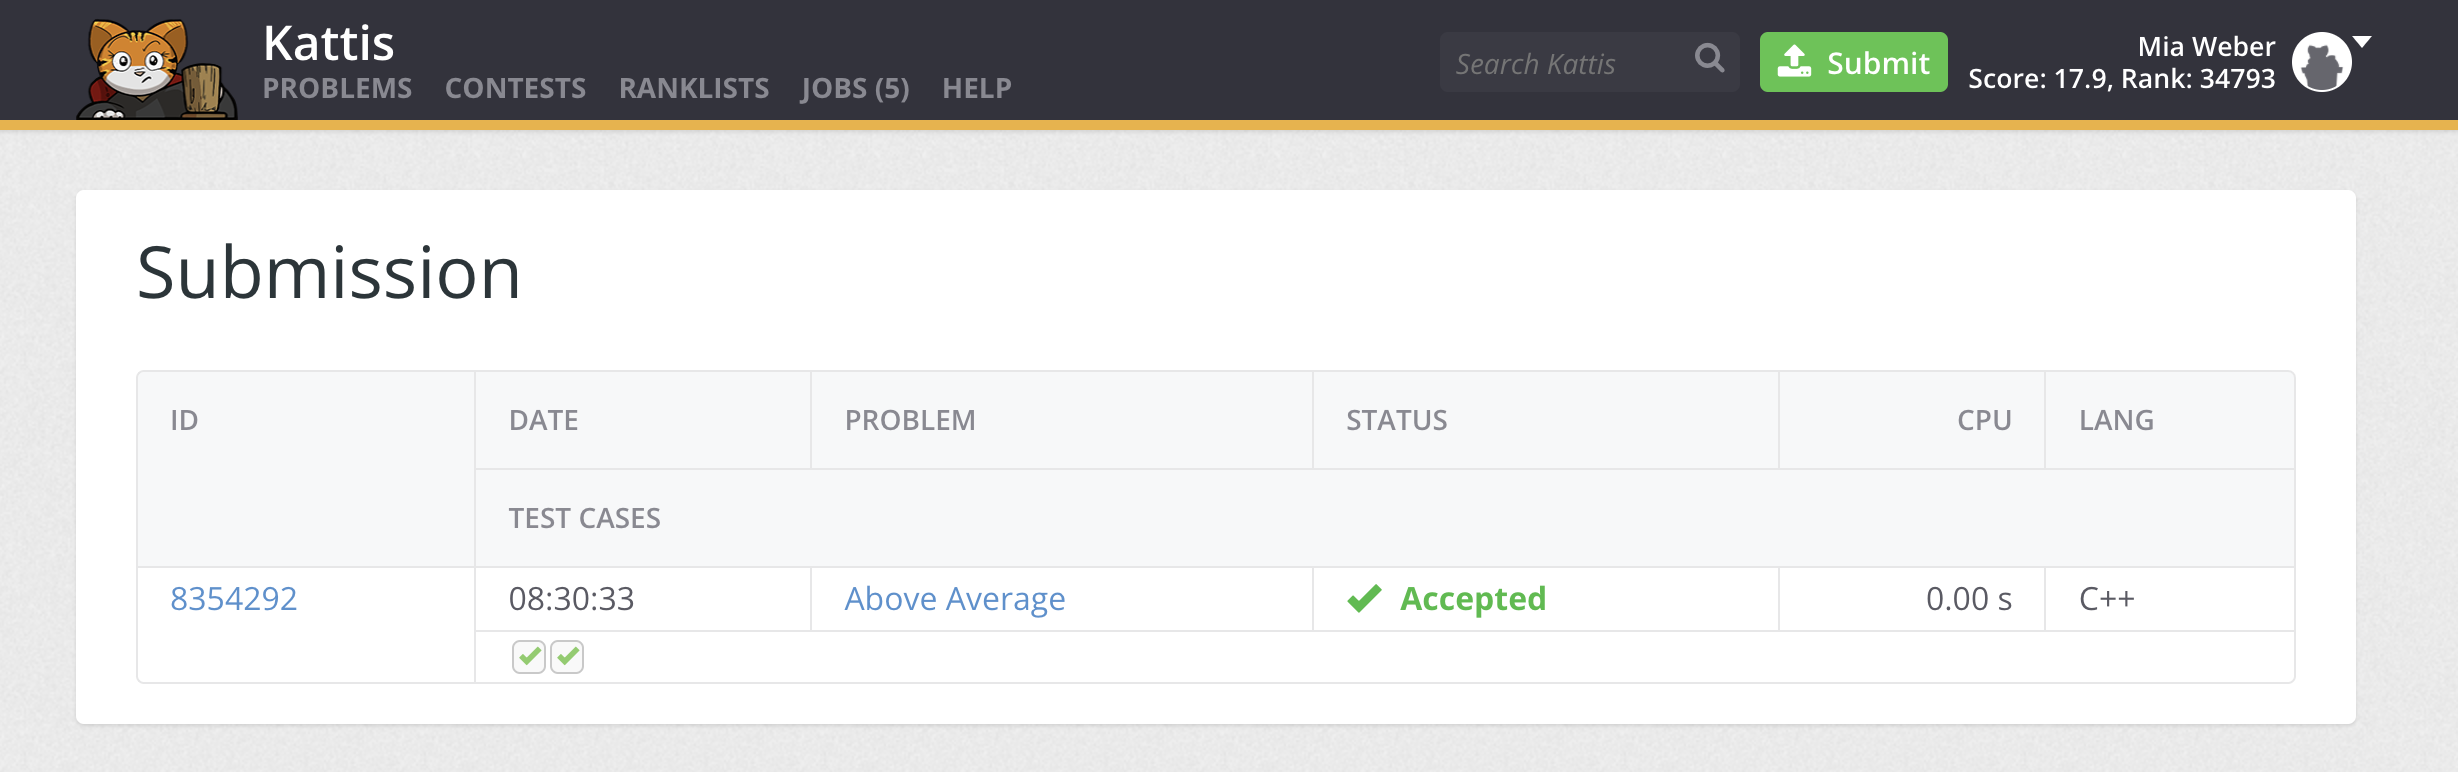 Kattis
PROBLEMS CONTESTS RANKLISTS JOBS (5) HELP
Search Kattis
Submit
Mia Weber
Score: 17.9, Rank: 34793
Submission
ID DATE PROBLEM STATUS CPU LANG
TEST CASES
8354292 08:30:33 Above Average Accepted 0.00 s C++